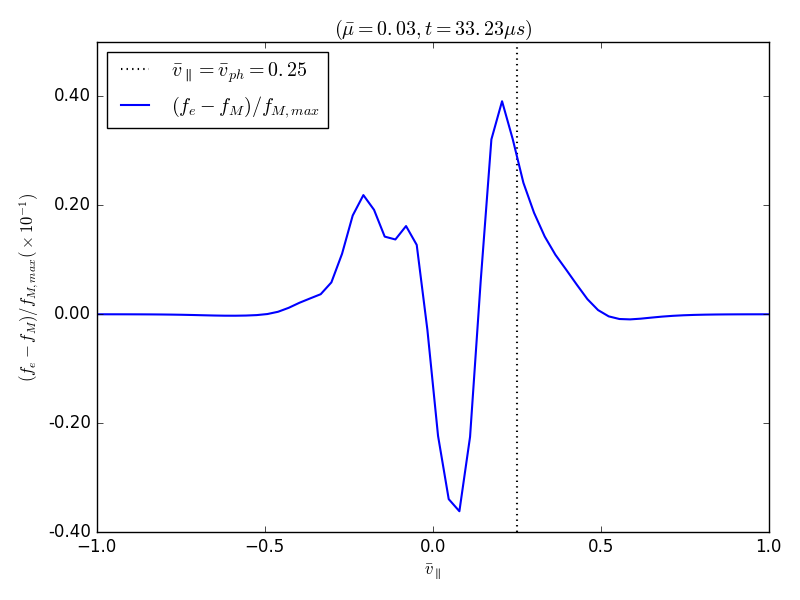 (μ̄ = 0.03, t = 33.23μs)
v̄∥ = v̄ph = 0.25
(fe − fM)/fM,max
(fe − fM)/fM,max(×10⁻¹)
0.40
0.20
0.00
-0.20
-0.40
−1.0 −0.5 0.0 0.5 1.0
v̄∥